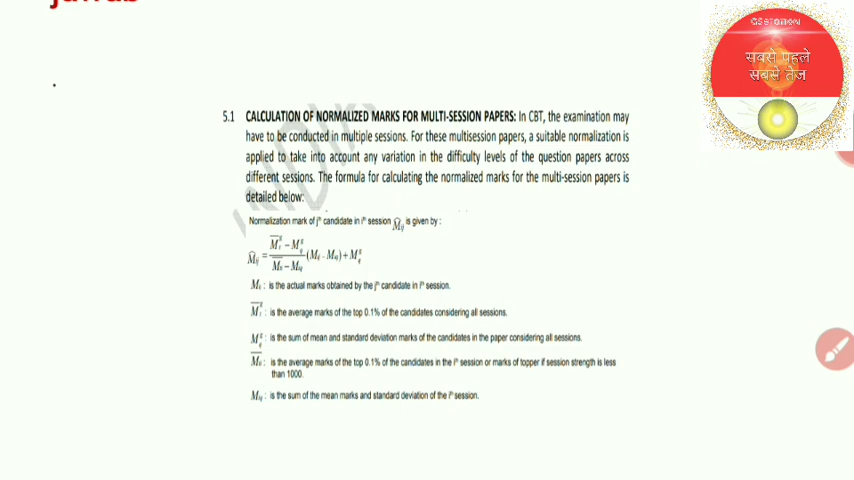 GS4TOMON
सबसे पहले
सबसे तेज
5.1 CALCULATION OF NORMALIZED MARKS FOR MULTI-SESSION PAPERS: In CBT, the examination may
have to be conducted in multiple sessions. For these multisession papers, a suitable normalization is
applied to take into account any variation in the difficulty levels of the question papers across
different sessions. The formula for calculating the normalized marks for the multi-session papers is
detailed below:
Normalization mark of jth candidate in ith session M̂ij is given by :
M̂ij = (M̄tg − Mqg) / (M̄ti − Miq) (Mij - Miq) + Mqg
Mij : is the actual marks obtained by the jth candidate in ith session.
M̄tg : is the average marks of the top 0.1% of the candidates considering all sessions.
Mqg : is the sum of mean and standard deviation marks of the candidates in the paper considering all sessions.
M̄ti : is the average marks of the top 0.1% of the candidates in the ith session or marks of topper if session strength is less
than 1000.
Miq : is the sum of the mean marks and standard deviation of the ith session.